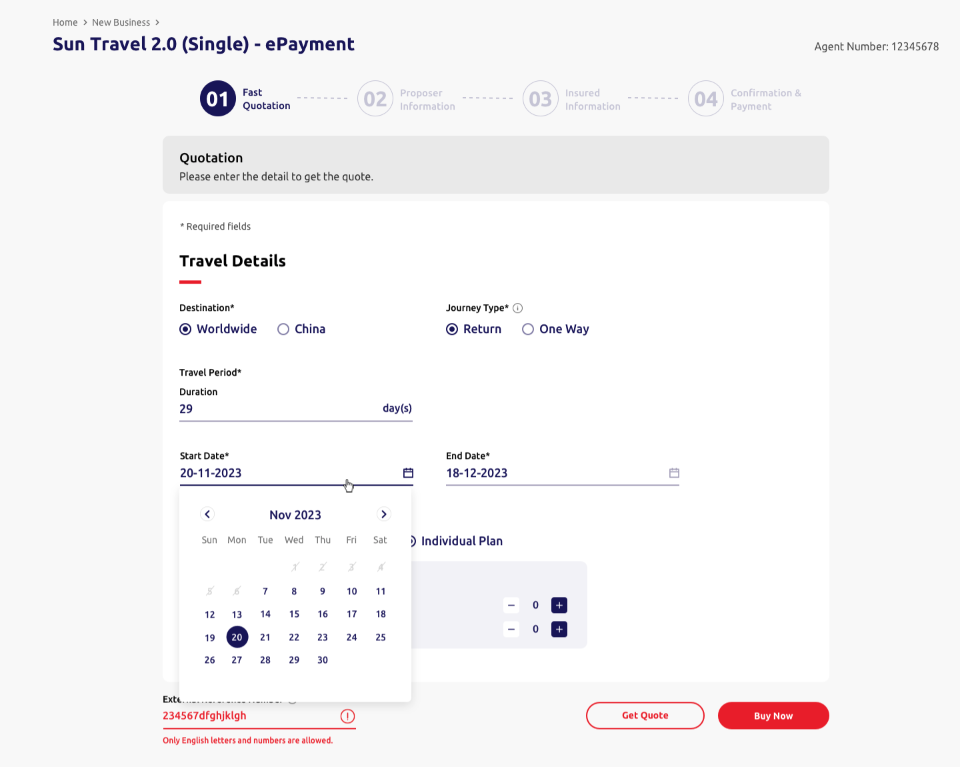 Home > New Business >
Sun Travel 2.0 (Single) - ePayment
Agent Number: 12345678
01 Fast Quotation
02 Proposer Information
03 Insured Information
04 Confirmation & Payment
Quotation
Please enter the detail to get the quote.
* Required fields
Travel Details
Destination*
Journey Type*
Worldwide China
Return One Way
Travel Period*
Duration
29 day(s)
Start Date* End Date*
20-11-2023 18-12-2023
Nov 2023
Sun Mon Tue Wed Thu Fri Sat
1 2 3 4
5 6 7 8 9 10 11
12 13 14 15 16 17 18
19 20 21 22 23 24 25
26 27 28 29 30
Individual Plan
− 0 +
− 0 +
234567dfghjklgh
Only English letters and numbers are allowed.
Get Quote
Buy Now